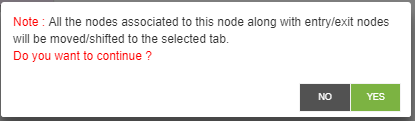 Note : All the nodes associated to this node along with entry/exit nodes
will be moved/shifted to the selected tab.
Do you want to continue ?
NO YES